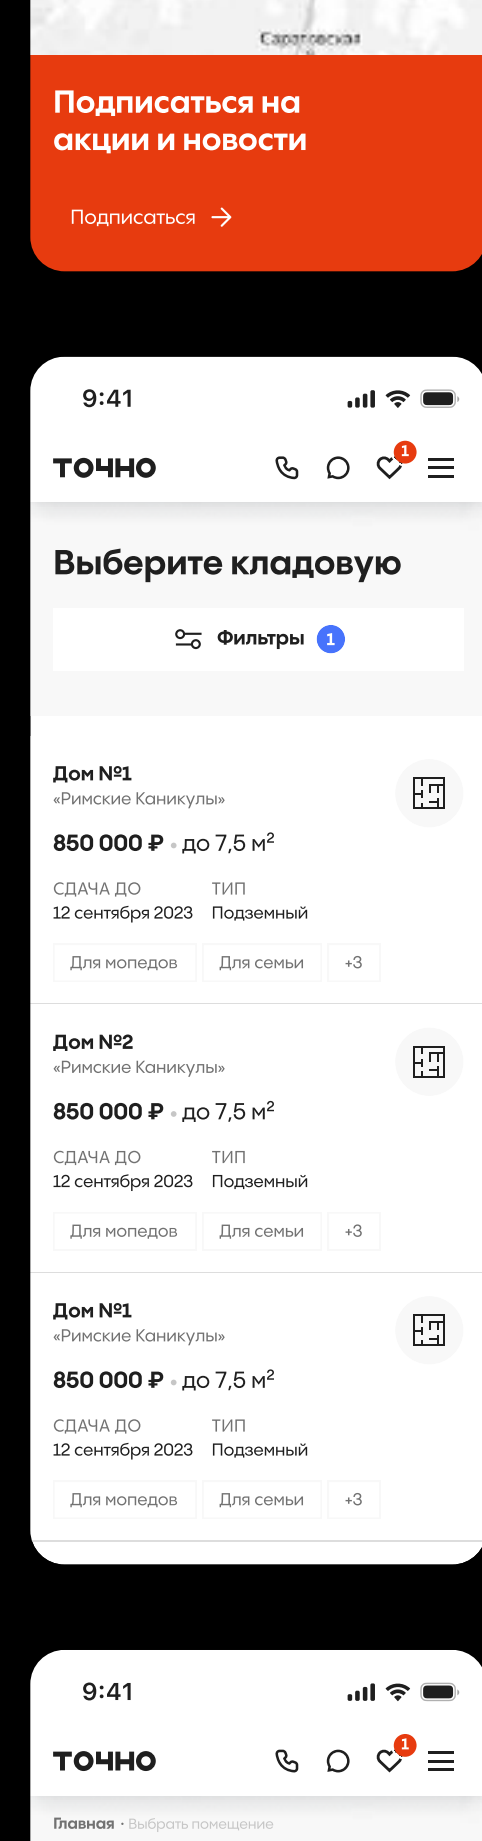 Саратовская
Подписаться на
акции и новости
Подписаться
9:41
ТОЧНО
1
Выберите кладовую
Фильтры 1
Дом №1
«Римские Каникулы»
850 000 ₽ • до 7,5 м²
СДАЧА ДО ТИП
12 сентября 2023 Подземный
Для мопедов Для семьи +3
Дом №2
«Римские Каникулы»
850 000 ₽ • до 7,5 м²
СДАЧА ДО ТИП
12 сентября 2023 Подземный
Для мопедов Для семьи +3
Дом №1
«Римские Каникулы»
850 000 ₽ • до 7,5 м²
СДАЧА ДО ТИП
12 сентября 2023 Подземный
Для мопедов Для семьи +3
9:41
ТОЧНО
1
Главная · Выбрать помещение